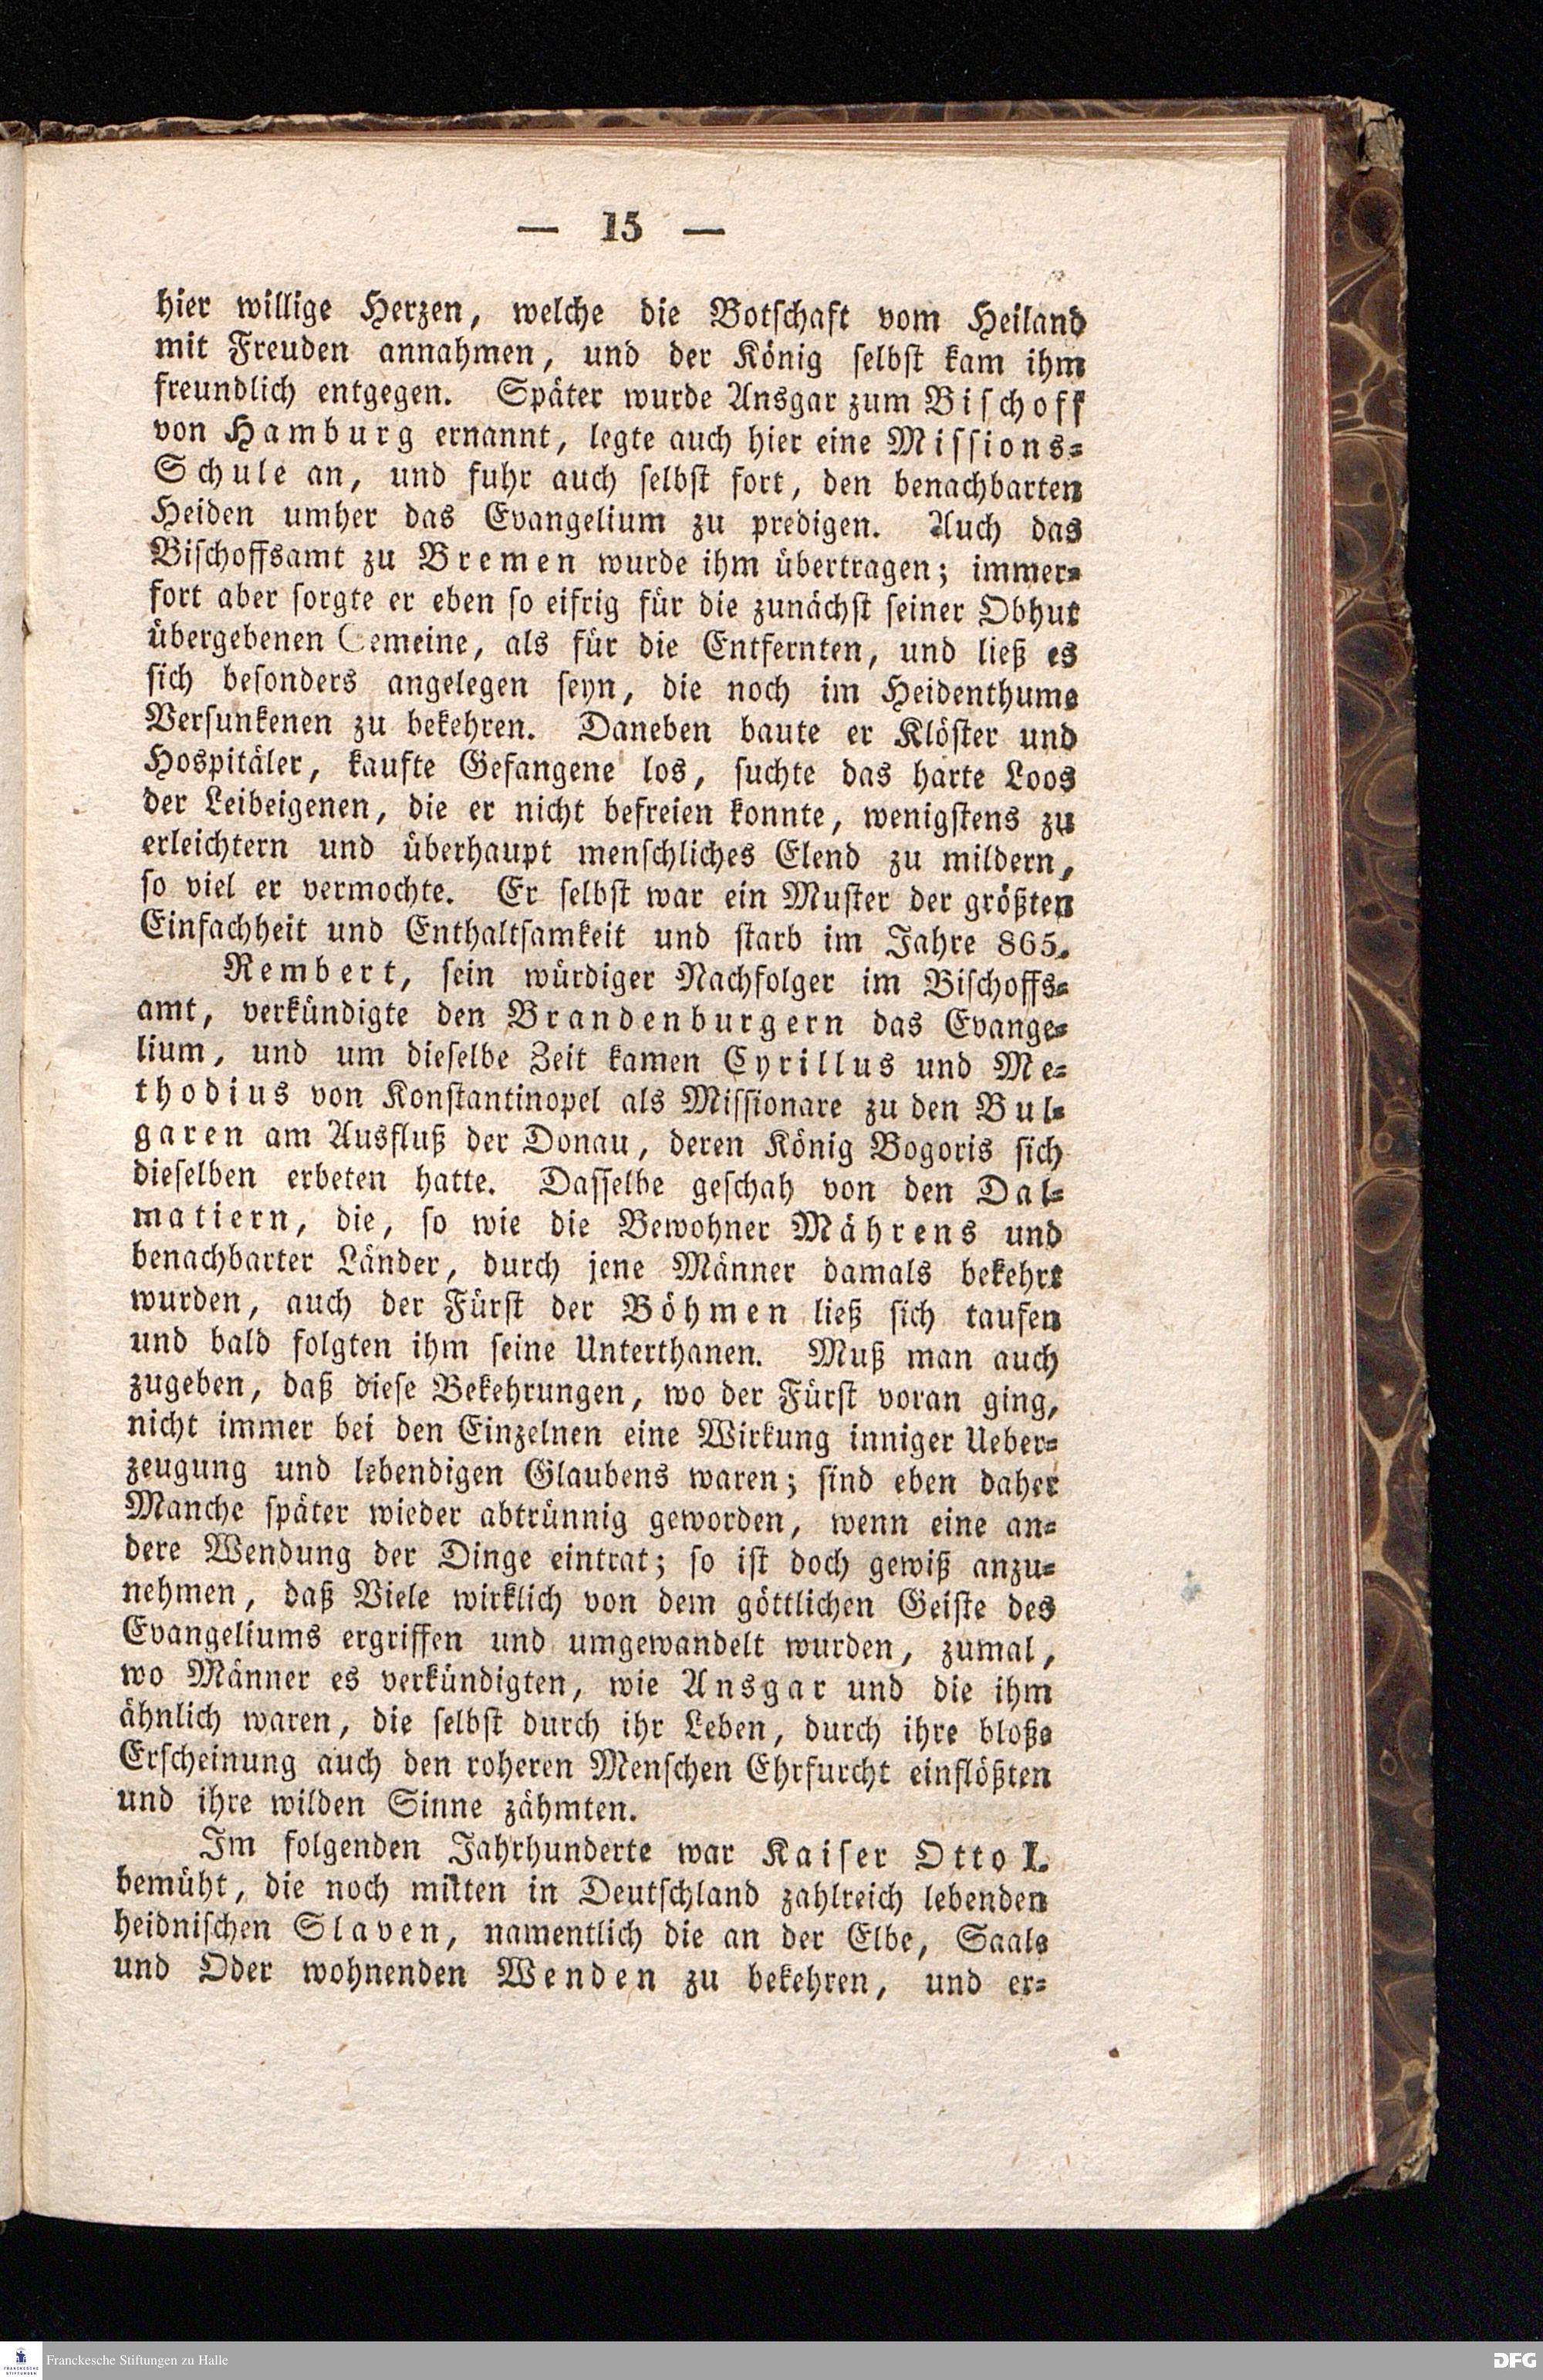 — 15 —
hier willige Herzen, welche die Botschaft vom Heiland
mit Freuden annahmen, und der König selbst kam ihm
freundlich entgegen. Später wurde Ansgar zum Bischoff
von Hamburg ernannt, legte auch hier eine Missions-
Schule an, und fuhr auch selbst fort, den benachbarten
Heiden umher das Evangelium zu predigen. Auch das
Bischoffsamt zu Bremen wurde ihm übertragen; immer-
fort aber sorgte er eben so eifrig für die zunächst seiner Obhut
übergebenen Gemeine, als für die Entfernten, und ließ es
sich besonders angelegen seyn, die noch im Heidenthume
Versunkenen zu bekehren. Daneben baute er Klöster und
Hospitäler, kaufte Gefangene los, suchte das harte Loos
der Leibeigenen, die er nicht befreien konnte, wenigstens zu
erleichtern und überhaupt menschliches Elend zu mildern,
so viel er vermochte. Er selbst war ein Muster der größten
Einfachheit und Enthaltsamkeit und starb im Jahre 865.
Rembert, sein würdiger Nachfolger im Bischoffs-
amt, verkündigte den Brandenburgern das Evange-
lium, und um dieselbe Zeit kamen Cyrillus und Me-
thodius von Konstantinopel als Missionare zu den Bul-
garen am Ausfluß der Donau, deren König Bogoris sich
dieselben erbeten hatte. Dasselbe geschah von den Dal-
matiern, die, so wie die Bewohner Mährens und
benachbarter Länder, durch jene Männer damals bekehrt
wurden, auch der Fürst der Böhmen ließ sich taufen
und bald folgten ihm seine Unterthanen. Muß man auch
zugeben, daß diese Bekehrungen, wo der Fürst voran ging,
nicht immer bei den Einzelnen eine Wirkung inniger Ueber-
zeugung und lebendigen Glaubens waren; sind eben daher
Manche später wieder abtrünnig geworden, wenn eine an-
dere Wendung der Dinge eintrat; so ist doch gewiß anzu-
nehmen, daß Viele wirklich von dem göttlichen Geiste des
Evangeliums ergriffen und umgewandelt wurden, zumal,
wo Männer es verkündigten, wie Ansgar und die ihm
ähnlich waren, die selbst durch ihr Leben, durch ihre bloße
Erscheinung auch den roheren Menschen Ehrfurcht einflößten
und ihre wilden Sinne zähmten.
Im folgenden Jahrhunderte war Kaiser Otto I.
bemüht, die noch mitten in Deutschland zahlreich lebenden
heidnischen Slaven, namentlich die an der Elbe, Saale
und Oder wohnenden Wenden zu bekehren, und er-
FRANCKESCHE STIFTUNGEN
Franckesche Stiftungen zu Halle
DFG